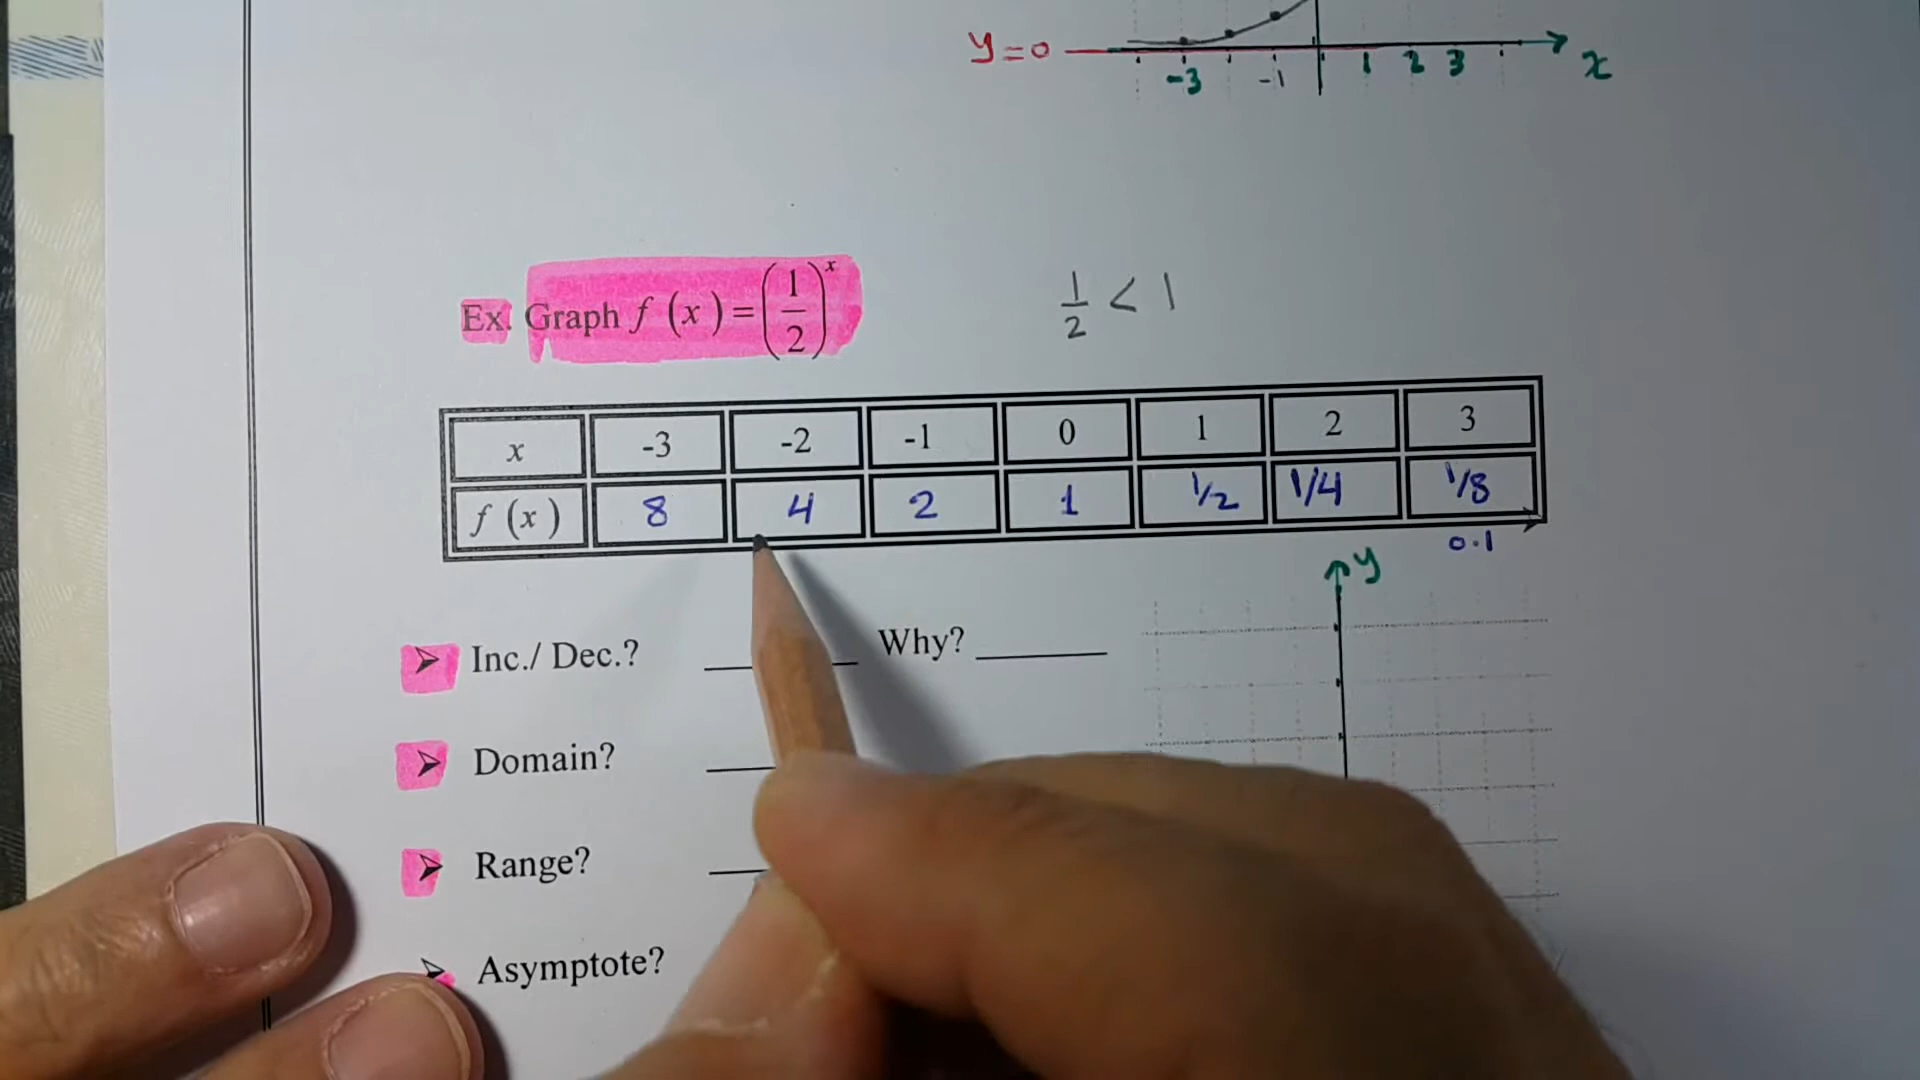 y=0
-3 -1 1 2 3 x
Ex. Graph f (x) = (1/2)^x
1/2 < 1
x -3 -2 -1 0 1 2 3
f (x) 8 4 2 1 1/2 1/4 1/8
0.1
y
Inc./ Dec.? Why?
Domain?
Range?
Asymptote?